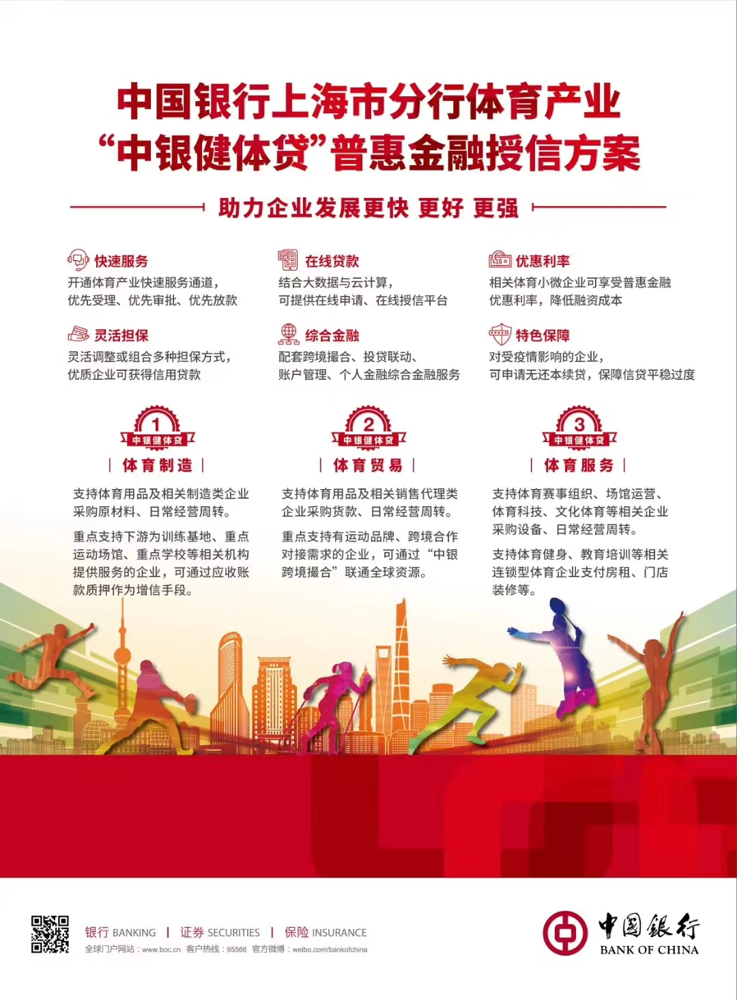 中国银行上海市分行体育产业
“中银健体贷”普惠金融授信方案
助力企业发展更快 更好 更强
快速服务
开通体育产业快速服务通道，
优先受理、优先审批、优先放款
在线贷款
结合大数据与云计算，
可提供在线申请、在线授信平台
优惠利率
相关体育小微企业可享受普惠金融
优惠利率，降低融资成本
灵活担保
灵活调整或组合多种担保方式，
优质企业可获得信用贷款
综合金融
配套跨境撮合、投贷联动、
账户管理、个人金融综合金融服务
特色保障
对受疫情影响的企业，
可申请无还本续贷，保障信贷平稳过度
1
中银健体贷
体育制造
支持体育用品及相关制造类企业
采购原材料、日常经营周转。
重点支持下游为训练基地、重点
运动场馆、重点学校等相关机构
提供服务的企业，可通过应收账
款质押作为增信手段。
2
中银健体贷
体育贸易
支持体育用品及相关销售代理类
企业采购货款、日常经营周转。
重点支持有运动品牌、跨境合作
对接需求的企业，可通过“中银
跨境撮合”联通全球资源。
3
中银健体贷
体育服务
支持体育赛事组织、场馆运营、
体育科技、文化体育等相关企业
采购设备、日常经营周转。
支持体育健身、教育培训等相关
连锁型体育企业支付房租、门店
装修等。
银行 BANKING | 证券 SECURITIES | 保险 INSURANCE
全球门户网站：www.boc.cn 客户热线：95566 官方微博：weibo.com/bankofchina
中国銀行
BANK OF CHINA